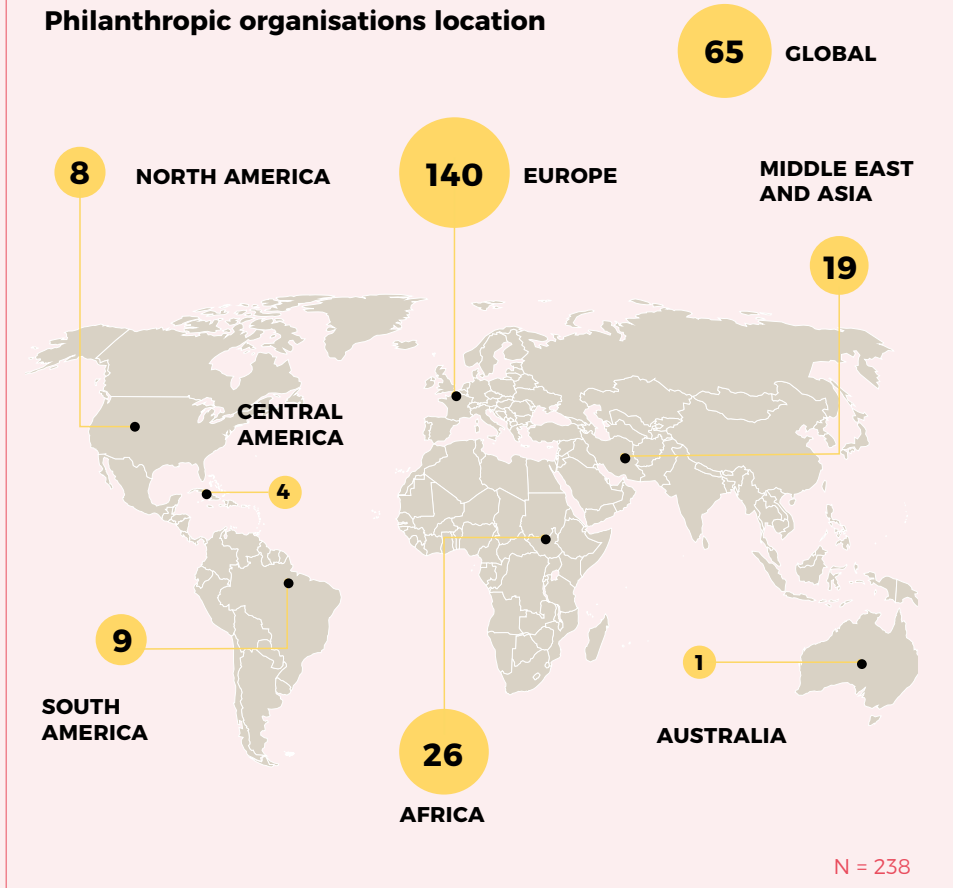 Philanthropic organisations location
65
GLOBAL
8
NORTH AMERICA
140
EUROPE
MIDDLE EAST
AND ASIA
19
CENTRAL
AMERICA
4
9
SOUTH
AMERICA
1
AUSTRALIA
26
AFRICA
N = 238